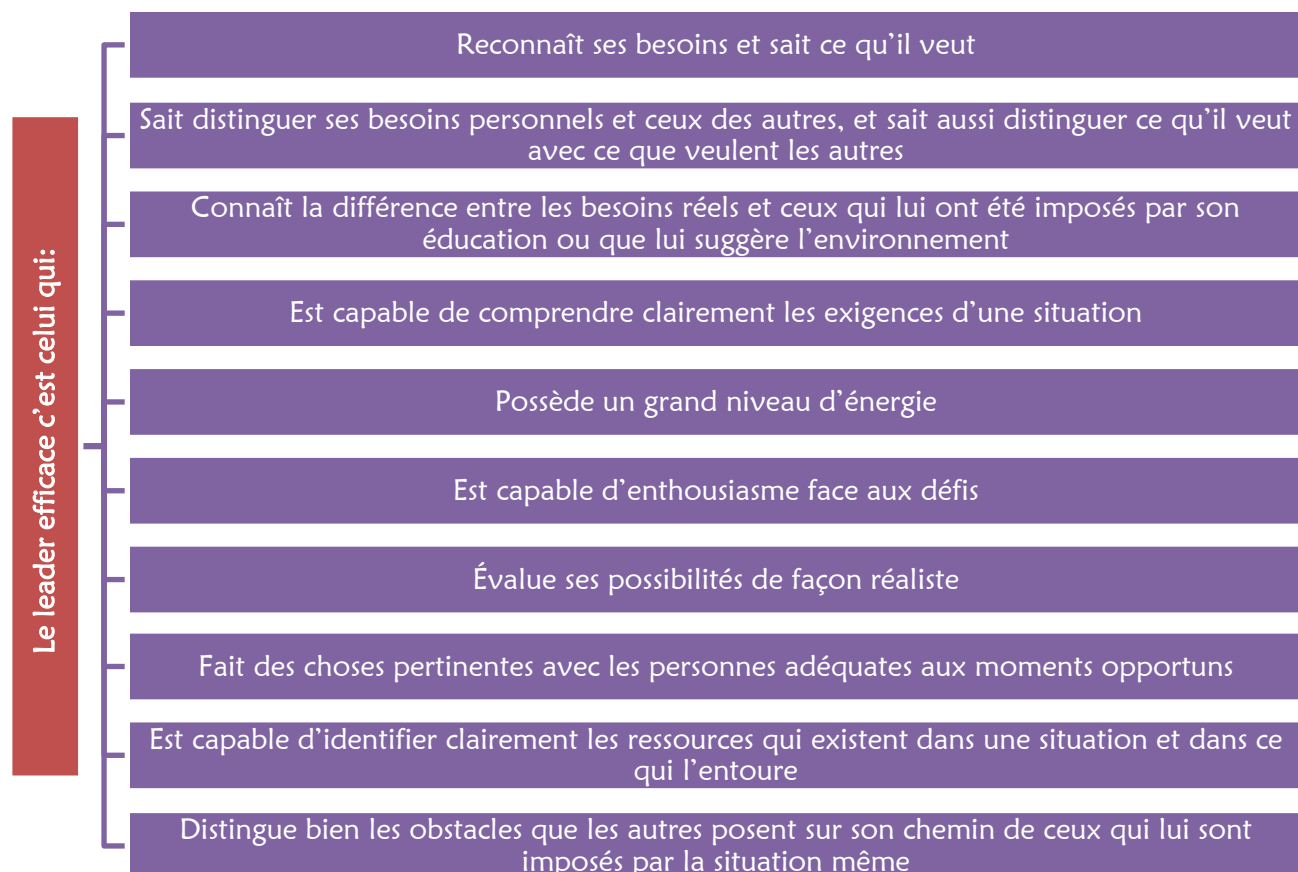 Le leader efficace c’est celui qui:
Reconnaît ses besoins et sait ce qu’il veut
Sait distinguer ses besoins personnels et ceux des autres, et sait aussi distinguer ce qu’il veut
avec ce que veulent les autres
Connaît la différence entre les besoins réels et ceux qui lui ont été imposés par son
éducation ou que lui suggère l’environnement
Est capable de comprendre clairement les exigences d’une situation
Possède un grand niveau d’énergie
Est capable d’enthousiasme face aux défis
Évalue ses possibilités de façon réaliste
Fait des choses pertinentes avec les personnes adéquates aux moments opportuns
Est capable d’identifier clairement les ressources qui existent dans une situation et dans ce
qui l’entoure
Distingue bien les obstacles que les autres posent sur son chemin de ceux qui lui sont
imposés par la situation même